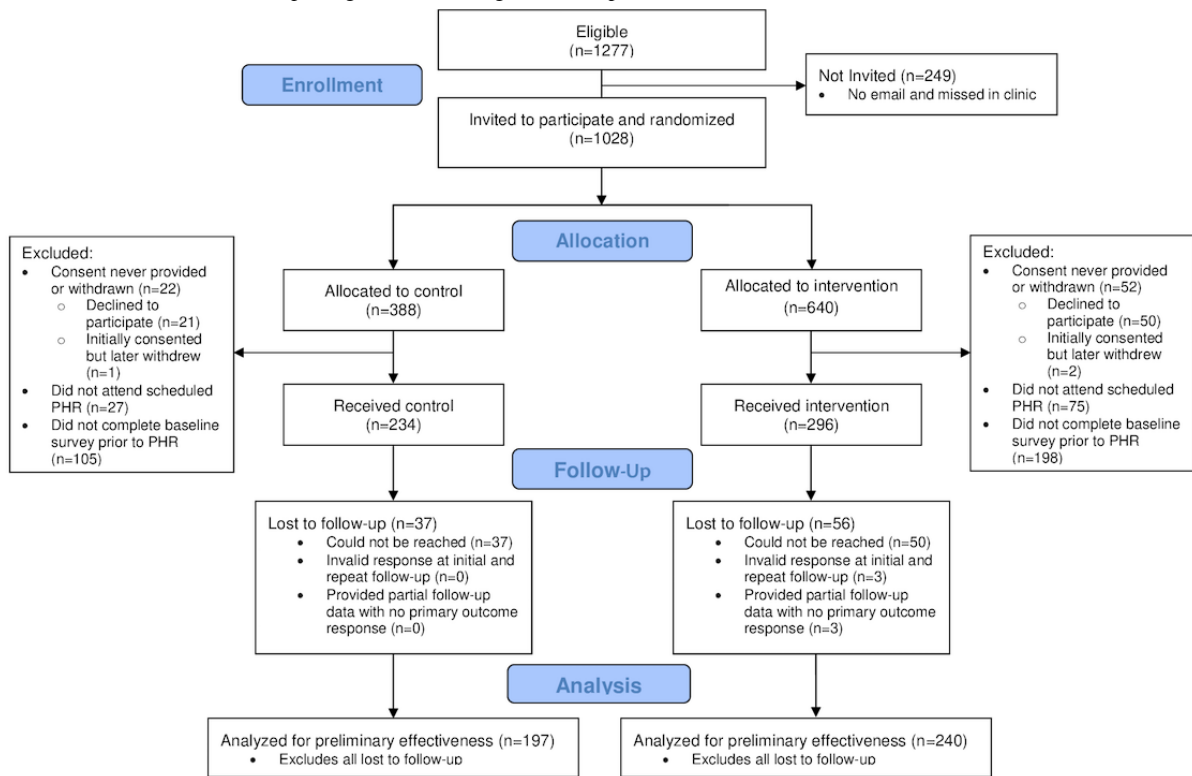 Eligible
(n=1277)
Enrollment
Not Invited (n=249)
• No email and missed in clinic
Invited to participate and randomized
(n=1028)
Allocation
Excluded:
• Consent never provided
or withdrawn (n=22)
o Declined to
participate (n=21)
o Initially consented
but later withdrew
(n=1)
• Did not attend scheduled
PHR (n=27)
• Did not complete baseline
survey prior to PHR
(n=105)
Allocated to control
(n=388)
Allocated to intervention
(n=640)
Excluded:
• Consent never provided
or withdrawn (n=52)
o Declined to
participate (n=50)
o Initially consented
but later withdrew
(n=2)
• Did not attend scheduled
PHR (n=75)
• Did not complete baseline
survey prior to PHR
(n=198)
Received control
(n=234)
Received intervention
(n=296)
Follow-Up
Lost to follow-up (n=37)
• Could not be reached (n=37)
• Invalid response at initial and
repeat follow-up (n=0)
• Provided partial follow-up
data with no primary outcome
response (n=0)
Lost to follow-up (n=56)
• Could not be reached (n=50)
• Invalid response at initial and
repeat follow-up (n=3)
• Provided partial follow-up
data with no primary outcome
response (n=3)
Analysis
Analyzed for preliminary effectiveness (n=197)
• Excludes all lost to follow-up
Analyzed for preliminary effectiveness (n=240)
• Excludes all lost to follow-up